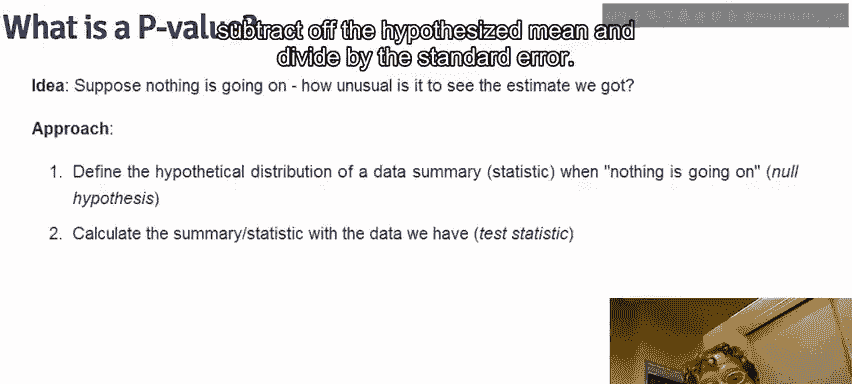 What is a P-value?
subtract off the hypothesized mean and
divide by the standard error.
Idea: Suppose nothing is going on - how unusual is it to see the estimate we got?
Approach:
1. Define the hypothetical distribution of a data summary (statistic) when "nothing is going on" (null
hypothesis)
2. Calculate the summary/statistic with the data we have (test statistic)